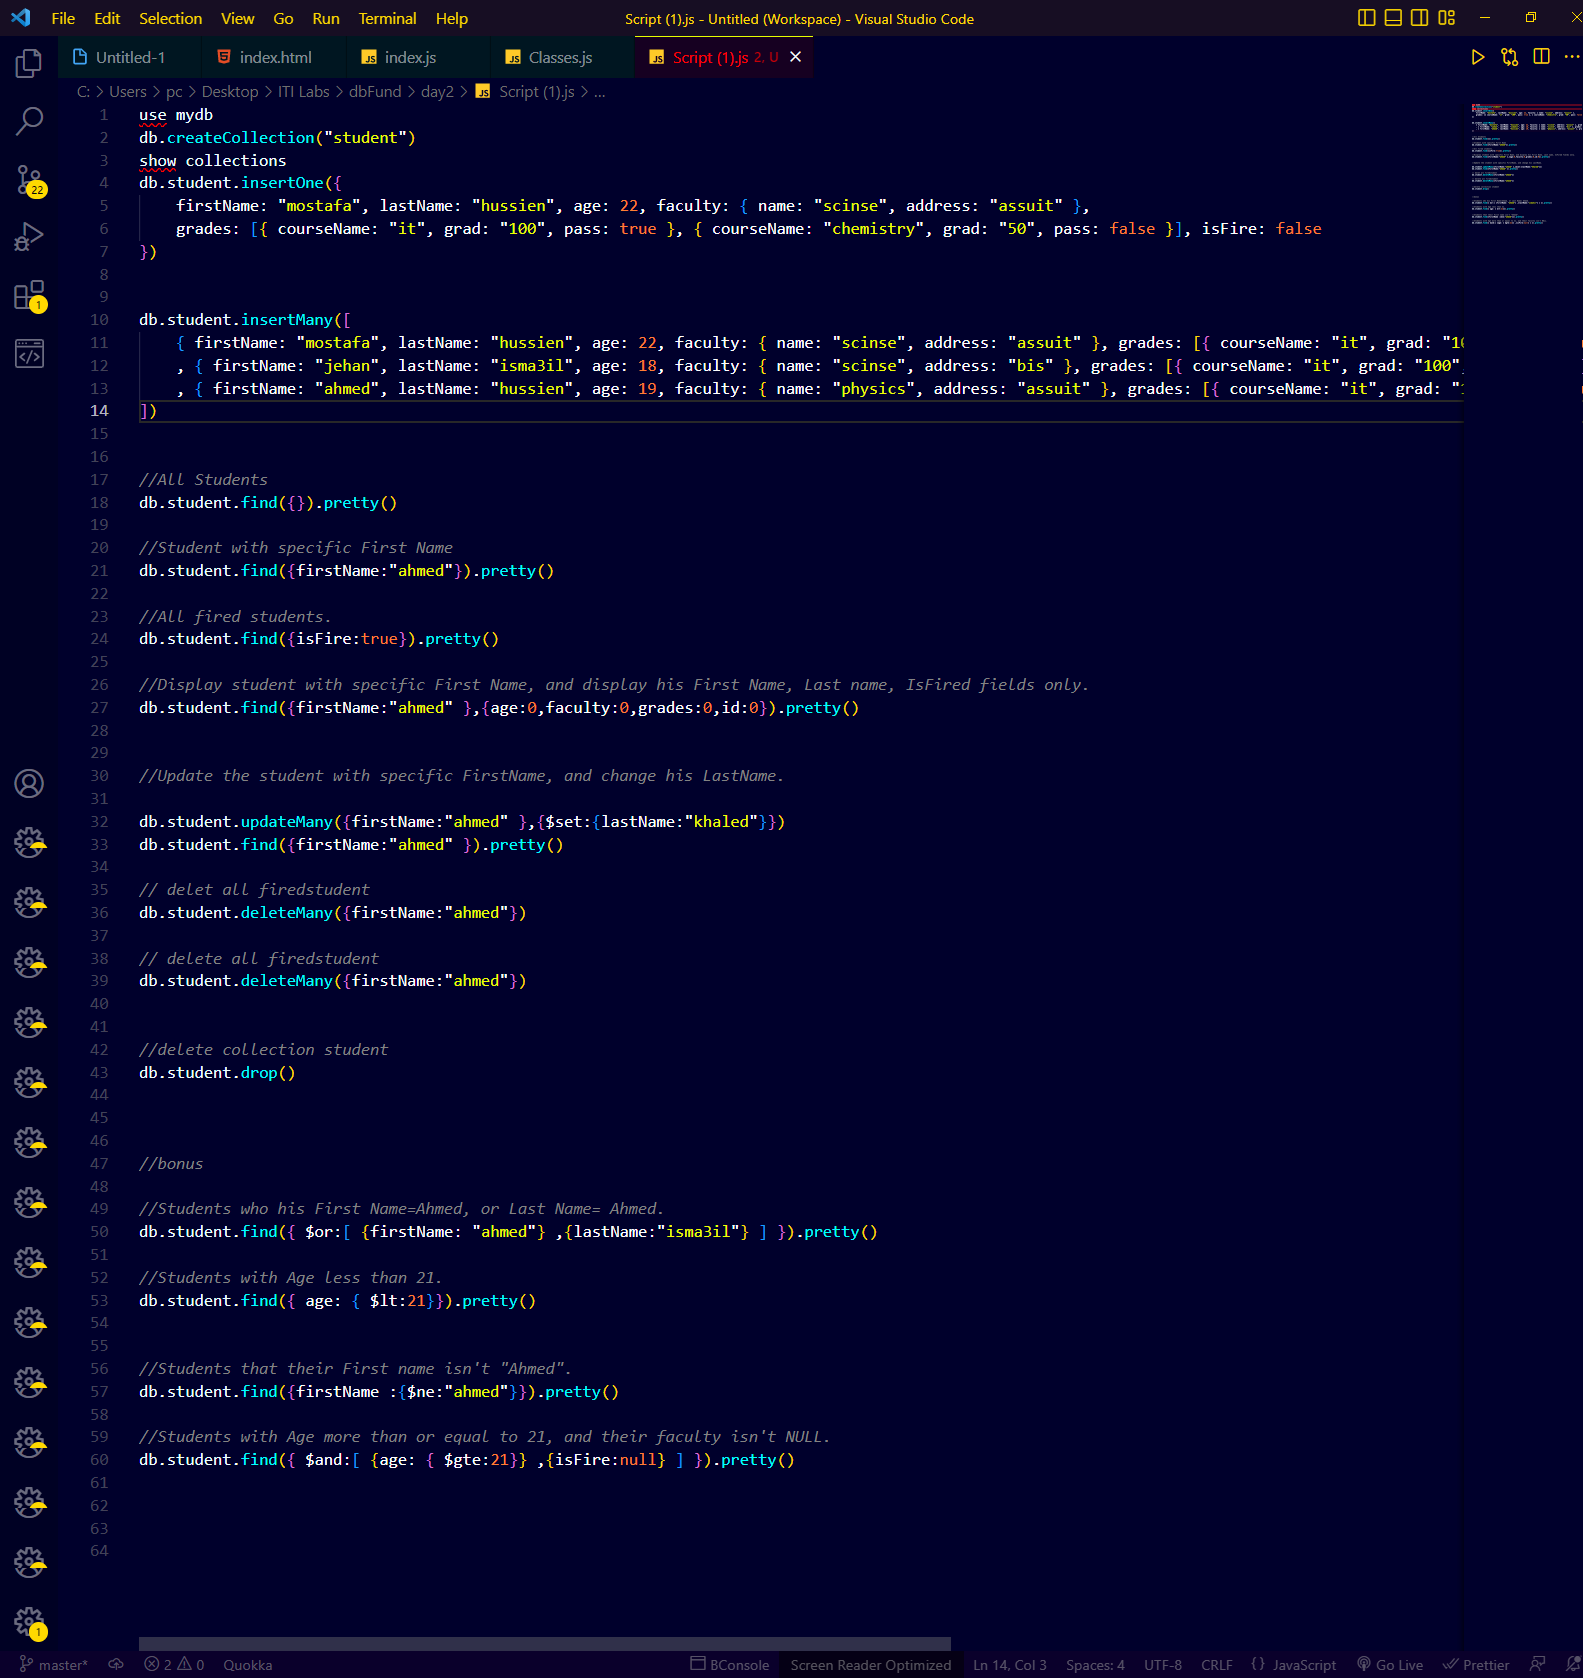 File Edit Selection View Go Run Terminal Help Script (1).js - Untitled (Workspace) - Visual Studio Code
Untitled-1 index.html JS index.js JS Classes.js JS Script (1).js 2, U
C: > Users > pc > Desktop > ITI Labs > dbFund > day2 > JS Script (1).js > ...
1 use mydb
2 db.createCollection("student")
3 show collections
4 db.student.insertOne({
5 firstName: "mostafa", lastName: "hussien", age: 22, faculty: { name: "scinse", address: "assuit" },
6 grades: [{ courseName: "it", grad: "100", pass: true }, { courseName: "chemistry", grad: "50", pass: false }], isFire: false
7 })
8
9
10 db.student.insertMany([
11 { firstName: "mostafa", lastName: "hussien", age: 22, faculty: { name: "scinse", address: "assuit" }, grades: [{ courseName: "it", grad: "10
12 , { firstName: "jehan", lastName: "isma3il", age: 18, faculty: { name: "scinse", address: "bis" }, grades: [{ courseName: "it", grad: "100"
13 , { firstName: "ahmed", lastName: "hussien", age: 19, faculty: { name: "physics", address: "assuit" }, grades: [{ courseName: "it", grad: "
14 ])
15
16
17 //All Students
18 db.student.find({}).pretty()
19
20 //Student with specific First Name
21 db.student.find({firstName:"ahmed"}).pretty()
22
23 //All fired students.
24 db.student.find({isFire:true}).pretty()
25
26 //Display student with specific First Name, and display his First Name, Last name, IsFired fields only.
27 db.student.find({firstName:"ahmed" },{age:0,faculty:0,grades:0,id:0}).pretty()
28
29
30 //Update the student with specific FirstName, and change his LastName.
31
32 db.student.updateMany({firstName:"ahmed" },{$set:{lastName:"khaled"}})
33 db.student.find({firstName:"ahmed" }).pretty()
34
35 // delet all firedstudent
36 db.student.deleteMany({firstName:"ahmed"})
37
38 // delete all firedstudent
39 db.student.deleteMany({firstName:"ahmed"})
40
41
42 //delete collection student
43 db.student.drop()
44
45
46
47 //bonus
48
49 //Students who his First Name=Ahmed, or Last Name= Ahmed.
50 db.student.find({ $or:[ {firstName: "ahmed"} ,{lastName:"isma3il"} ] }).pretty()
51
52 //Students with Age less than 21.
53 db.student.find({ age: { $lt:21}}).pretty()
54
55
56 //Students that their First name isn't "Ahmed".
57 db.student.find({firstName :{$ne:"ahmed"}}).pretty()
58
59 //Students with Age more than or equal to 21, and their faculty isn't NULL.
60 db.student.find({ $and:[ {age: { $gte:21}} ,{isFire:null} ] }).pretty()
61
62
63
64
22
1
1
master* 2 0 Quokka BConsole Screen Reader Optimized Ln 14, Col 3 Spaces: 4 UTF-8 CRLF {} JavaScript Go Live Prettier